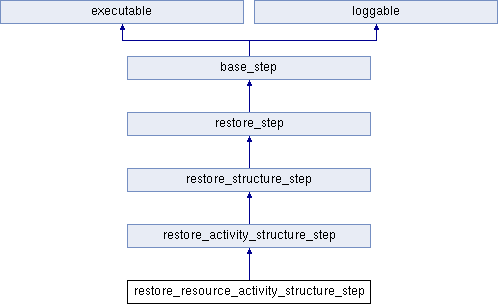 executable
loggable
base_step
restore_step
restore_structure_step
restore_activity_structure_step
restore_resource_activity_structure_step